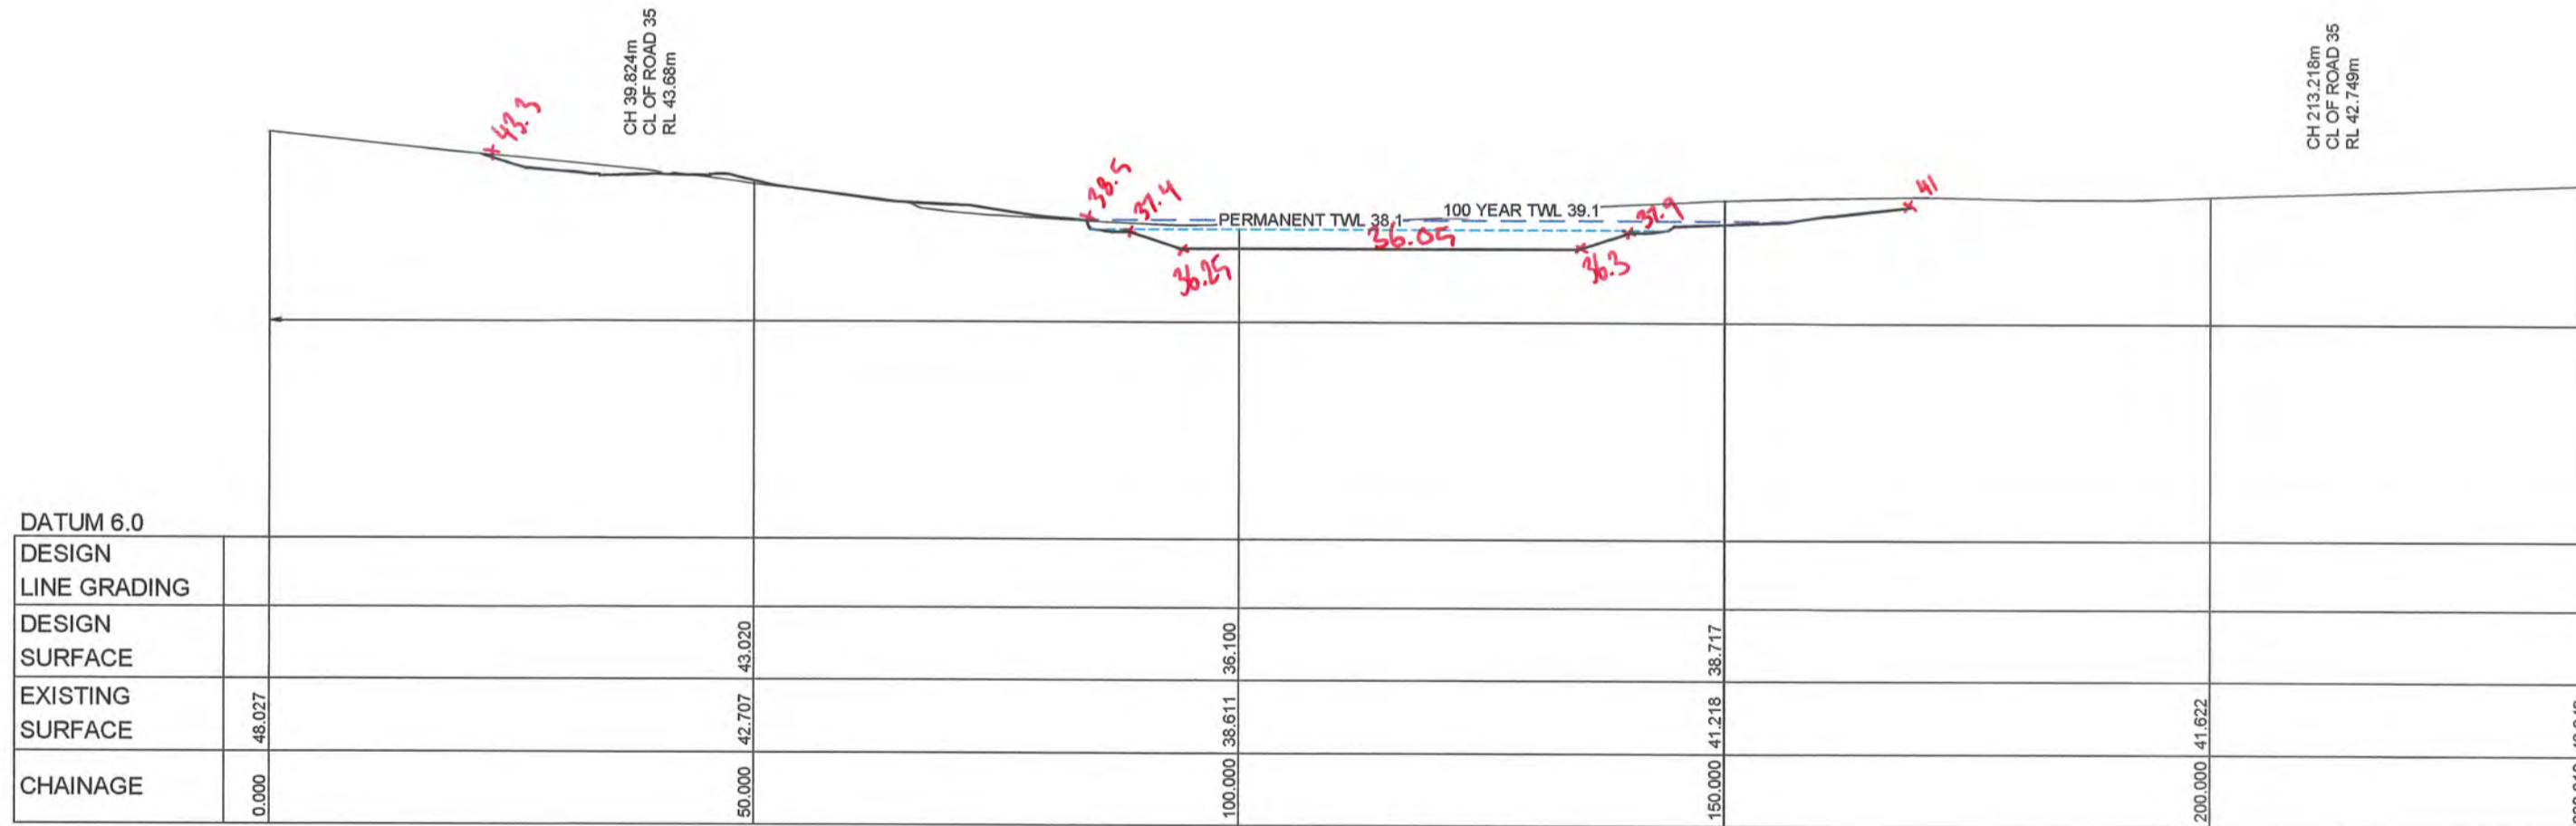 CH 39.824m
CL OF ROAD 35
RL 43.68m
CH 213.218m
CL OF ROAD 35
RL 42.749m
43.3
38.5
37.4
PERMANENT TWL 38.1
100 YEAR TWL 39.1
37.9
41
36.05
36.25
36.3
DATUM 6.0
DESIGN
LINE GRADING
DESIGN
SURFACE
43.020
36.100
38.717
EXISTING
SURFACE
48.027
42.707
38.611
41.218
41.622
CHAINAGE
0.000
50.000
100.000
150.000
200.000